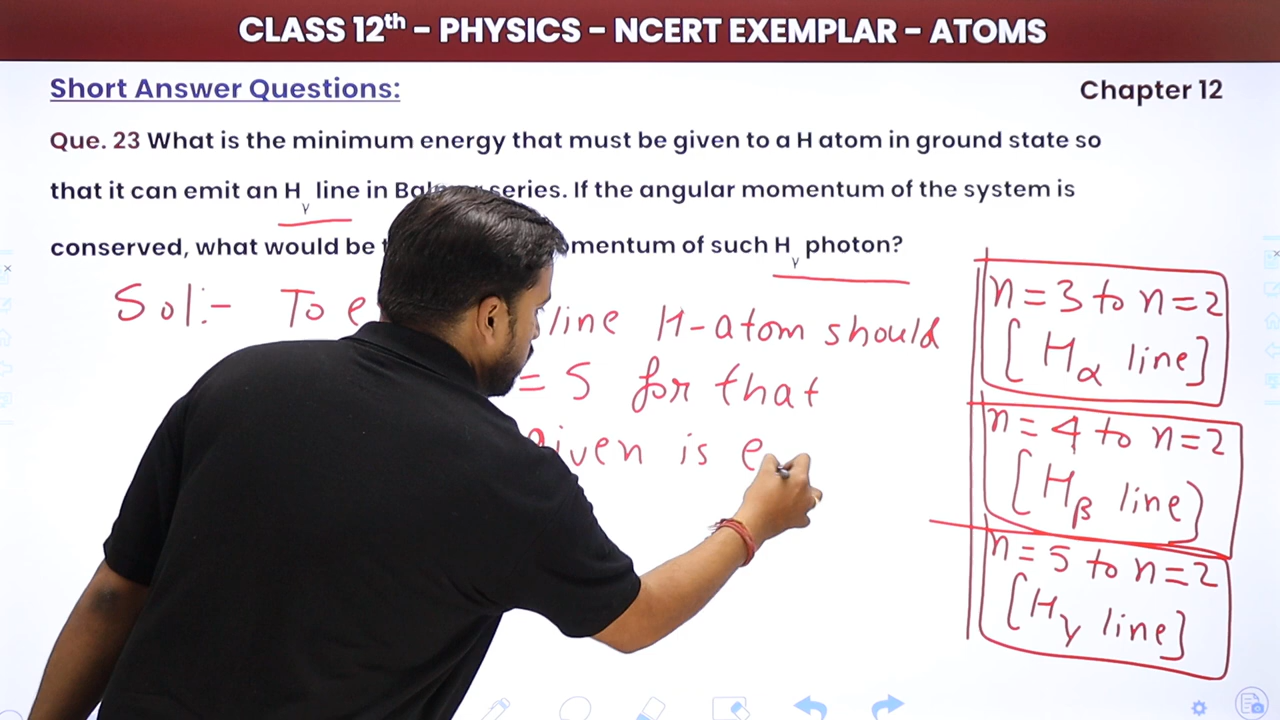 CLASS 12th – PHYSICS – NCERT EXEMPLAR – ATOMS
Short Answer Questions:
Chapter 12
Que. 23 What is the minimum energy that must be given to a H atom in ground state so
that it can emit an Hγ line in series. If the angular momentum of the system is
conserved, what would be of such Hγ photon?
Sol:- To line H-atom should
= 5 for that
given is
n=3 to n=2
[Hα line]
n=4 to n=2
[Hβ line]
n=5 to n=2
[Hγ line]